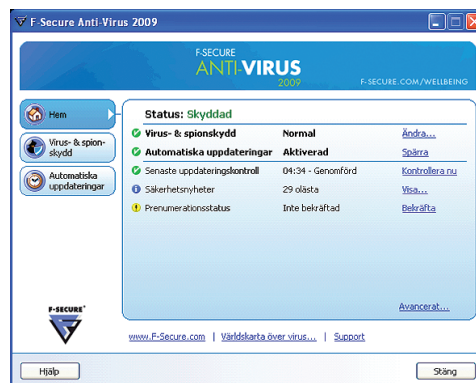 F-Secure Anti-Virus 2009
F-SECURE
ANTI-VIRUS
2009
F-SECURE.COM/WELLBEING
Hem
Virus- & spion-
skydd
Automatiska
uppdateringar
Status: Skyddad
Virus- & spionskydd Normal Ändra...
Automatiska uppdateringar Aktiverad Spärra
Senaste uppdateringskontroll 04:34 - Genomförd Kontrollera nu
Säkerhetsnyheter 29 olästa Visa...
Prenumerationsstatus Inte bekräftad Bekräfta
Avancerat...
F-SECURE
www.F-Secure.com | Världskarta över virus... | Support
Hjälp Stäng